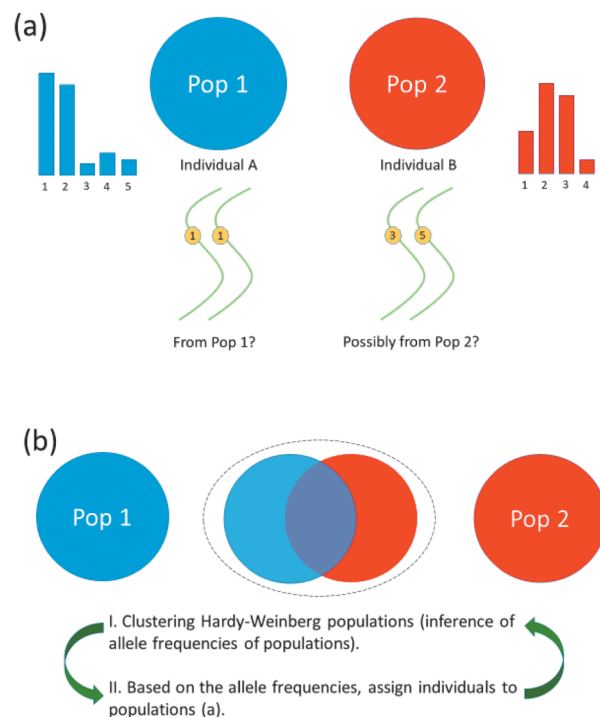 (a)
Pop 1
Pop 2
1 2 3 4 5
1 2 3 4
Individual A
Individual B
1 1
3 5
From Pop 1?
Possibly from Pop 2?
(b)
Pop 1
Pop 2
I. Clustering Hardy-Weinberg populations (inference of
allele frequencies of populations).
II. Based on the allele frequencies, assign individuals to
populations (a).